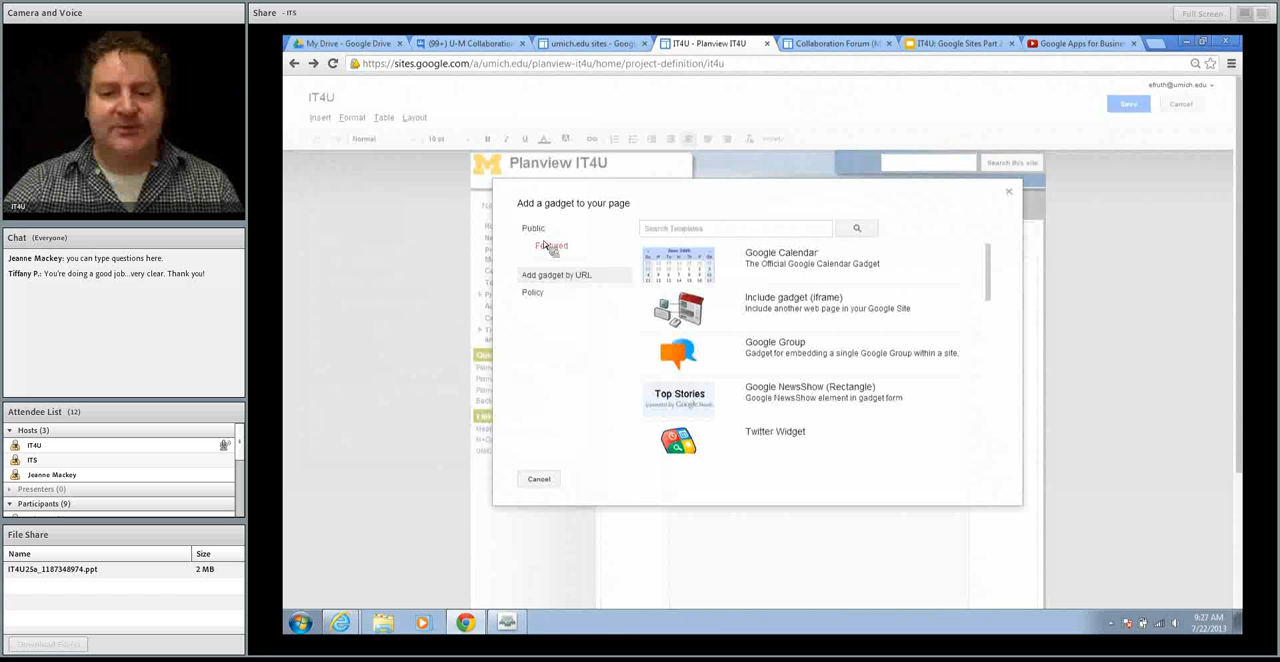 Camera and Voice
Share - ITS
Full Screen
IT4U
My Drive - Google Drive
(99+) U-M Collaboration
umich.edu sites - Goog
IT4U - Planview IT4U
Collaboration Forum (M
IT4U: Google Sites Part 2
Google Apps for Busine
https://sites.google.com/a/umich.edu/planview-it4u/home/project-definition/it4u
efruth@umich.edu
IT4U
Save
Cancel
Insert Format Table Layout
Normal
10 pt
Planview IT4U
Search this site
Add a gadget to your page
Public
Featured
Add gadget by URL
Policy
Search Templates
Google Calendar
The Official Google Calendar Gadget
Include gadget (iframe)
Include another web page in your Google Site
Google Group
Gadget for embedding a single Google Group within a site.
Top Stories
Google NewsShow (Rectangle)
Google NewsShow element in gadget form
Twitter Widget
Cancel
Chat (Everyone)
Jeanne Mackey: you can type questions here.
Tiffany P.: You're doing a good job...very clear. Thank you!
Attendee List (12)
Hosts (3)
IT4U
ITS
Jeanne Mackey
Presenters (0)
Participants (9)
File Share
Name Size
IT4U25a_1187348974.ppt 2 MB
Download File(s)
9:27 AM
7/22/2013